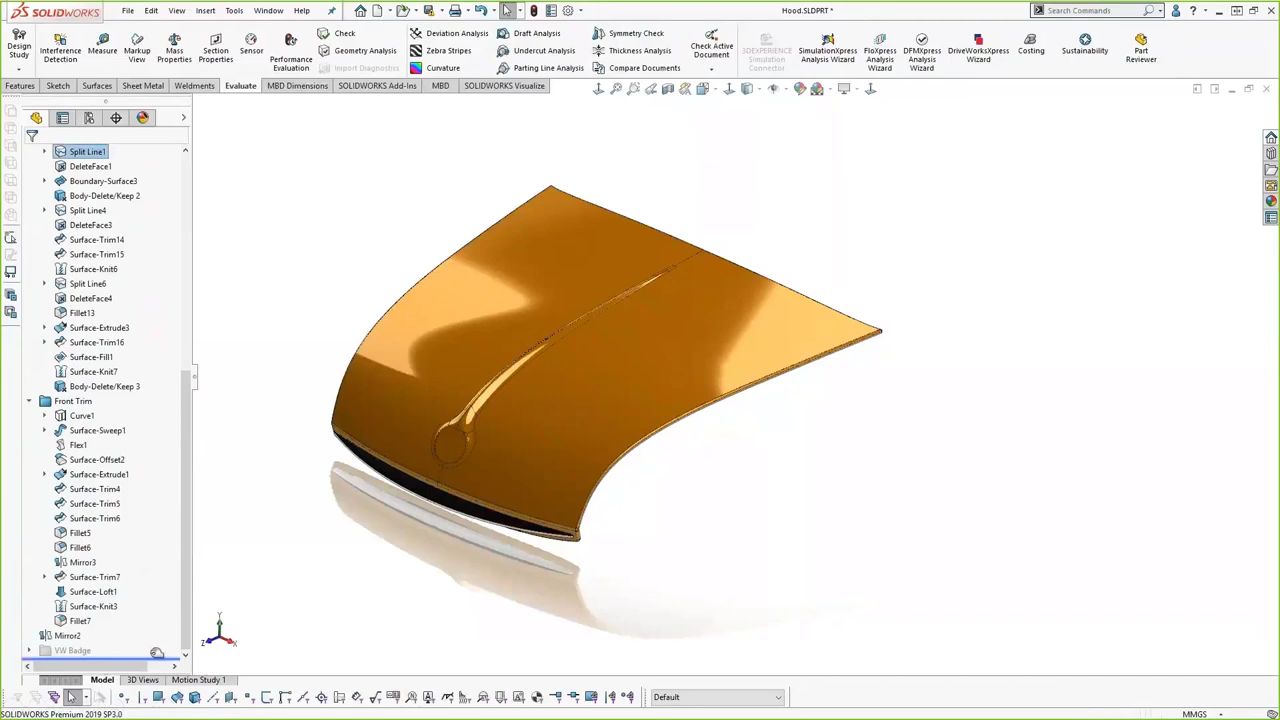 SOLIDWORKS File Edit View Insert Tools Window Hood.SLDPRT * Search Commands
Design Study
Interference Detection
Measure
Markup View
Mass Properties
Section Properties
Sensor
Performance Evaluation
Check
Geometry Analysis
Import Diagnostics
Deviation Analysis
Zebra Stripes
Curvature
Draft Analysis
Undercut Analysis
Parting Line Analysis
Symmetry Check
Thickness Analysis
Compare Documents
Check Active Document
3DEXPERIENCE Simulation Connector
SimulationXpress Analysis Wizard
FloXpress Analysis Wizard
DFMXpress Analysis Wizard
DriveWorksXpress Wizard
Costing
Sustainability
Part Reviewer
Features Sketch Surfaces Sheet Metal Weldments Evaluate MBD Dimensions SOLIDWORKS Add-Ins MBD SOLIDWORKS Visualize
Split Line1
DeleteFace1
Boundary-Surface3
Body-Delete/Keep 2
Split Line4
DeleteFace3
Surface-Trim14
Surface-Trim15
Surface-Knit6
Split Line6
DeleteFace4
Fillet13
Surface-Extrude3
Surface-Trim16
Surface-Fill1
Surface-Knit7
Body-Delete/Keep 3
Front Trim
Curve1
Surface-Sweep1
Flex1
Surface-Offset2
Surface-Extrude1
Surface-Trim4
Surface-Trim5
Surface-Trim6
Fillet5
Fillet6
Mirror3
Surface-Trim7
Surface-Loft1
Surface-Knit3
Fillet7
Mirror2
VW Badge
Y
Z X
Model 3D Views Motion Study 1
Default
SOLIDWORKS Premium 2019 SP3.0 MMGS